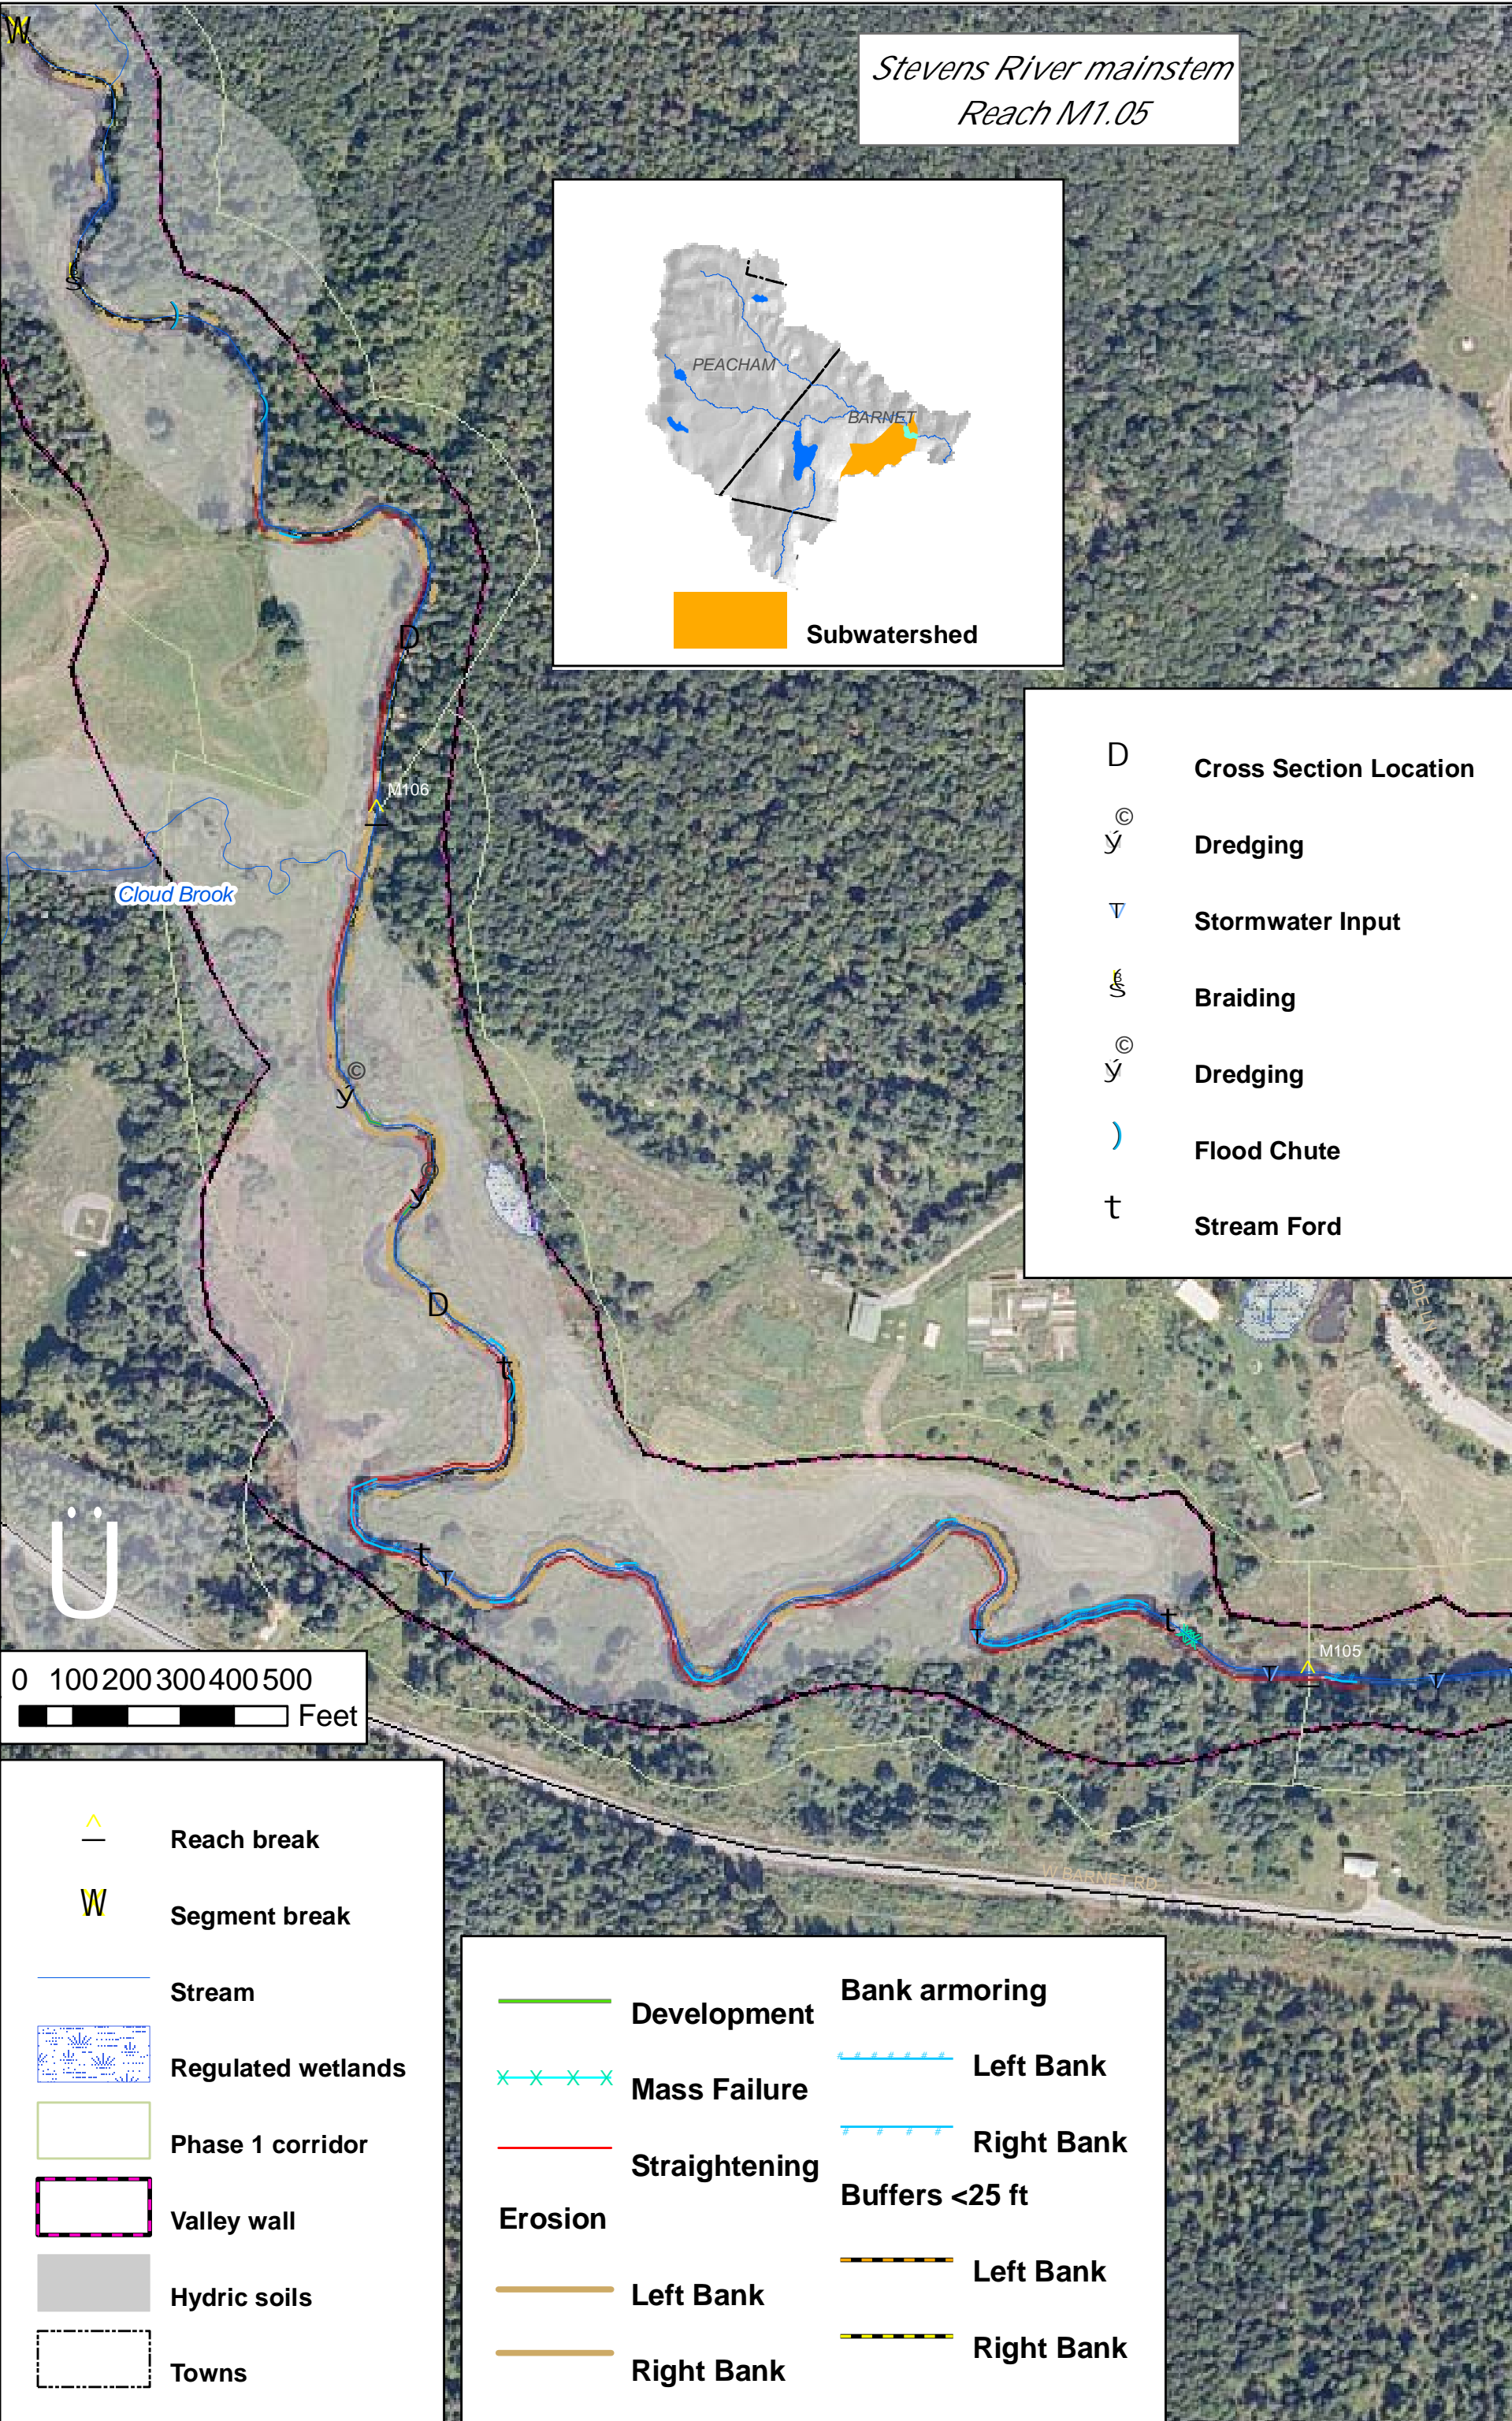 W
Stevens River mainstem
Reach M1.05
s
)
PEACHAM
BARNET
Subwatershed
D
D
Cross Section Location
©
ý
Dredging
T
Stormwater Input
ß
§
Braiding
©
ý
Dredging
)
Flood Chute
t
Stream Ford
M106
Cloud Brook
©
ý
©
ý
D
t
Ü
t
T
T
t
T
M105
T
0 100 200 300 400 500
Feet
W BARNET RD
^
Reach break
W
Segment break
Stream
Regulated wetlands
Phase 1 corridor
Valley wall
Hydric soils
Towns
Development
Mass Failure
Straightening
Erosion
Left Bank
Right Bank
Bank armoring
Left Bank
Right Bank
Buffers <25 ft
Left Bank
Right Bank